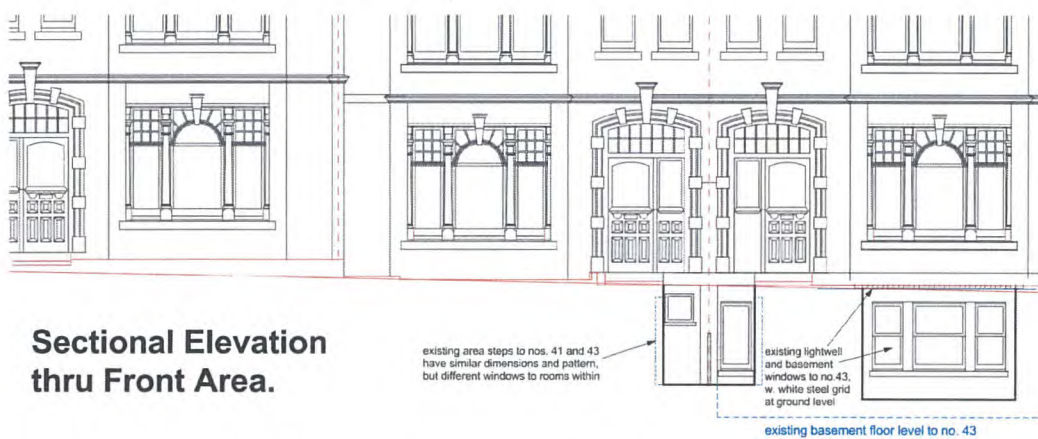 Sectional Elevation
thru Front Area.
existing area steps to nos. 41 and 43
have similar dimensions and pattern,
but different windows to rooms within
existing lightwell
and basement
windows to no.43,
w. white steel grid
at ground level
existing basement floor level to no. 43